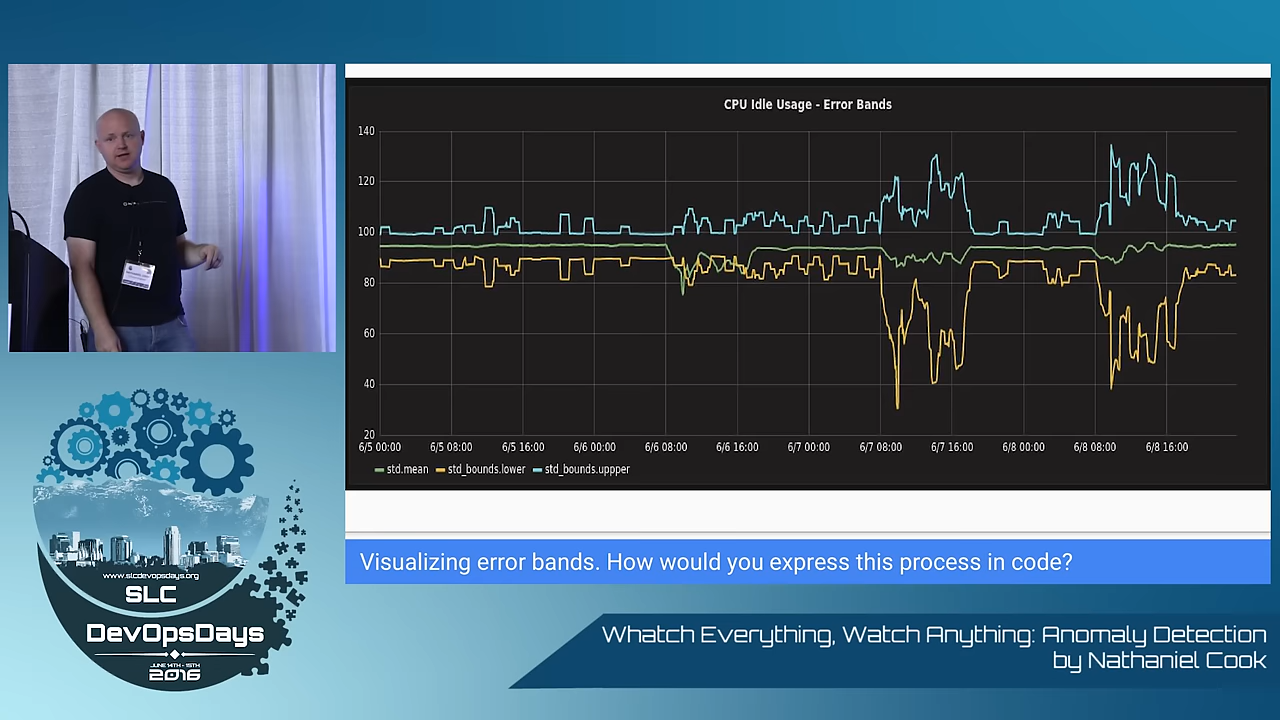 CPU Idle Usage - Error Bands
140
120
100
80
60
40
20
6/5 00:00 6/5 08:00 6/5 16:00 6/6 00:00 6/6 08:00 6/6 16:00 6/7 00:00 6/7 08:00 6/7 16:00 6/8 00:00 6/8 08:00 6/8 16:00
std.mean std_bounds.lower std_bounds.uppper
Visualizing error bands. How would you express this process in code?
www.slcdevopsdays.org
SLC
DevOpsDays
JUNE 14TH - 15TH
2016
Whatch Everything, Watch Anything: Anomaly Detection
by Nathaniel Cook